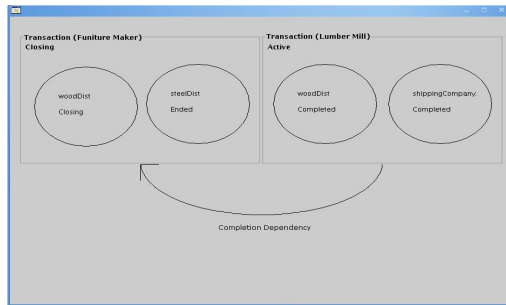 Transaction (Funiture Maker)
Closing
woodDist
Closing
steelDist
Ended
Transaction (Lumber Mill)
Active
woodDist
Completed
shippingCompany
Completed
Completion Dependency